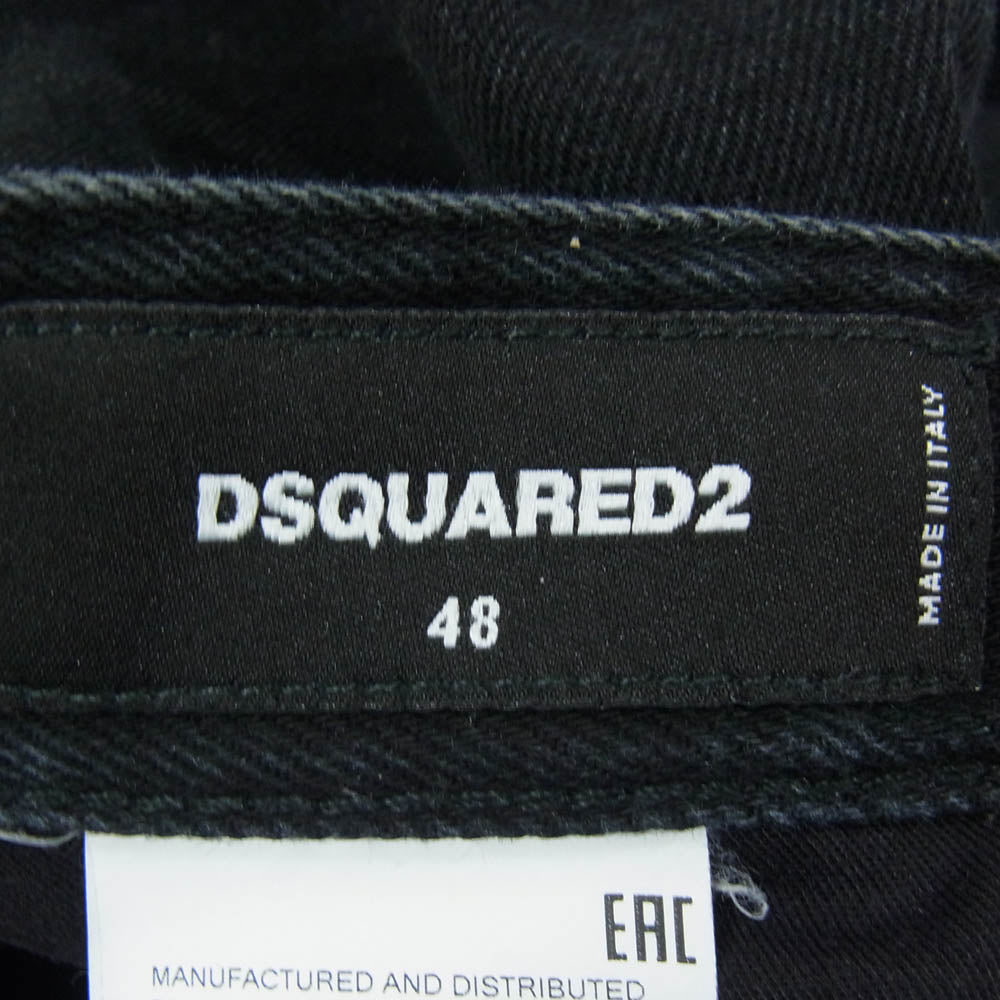 DSQUARED2
48
MADE IN ITALY
EAC
MANUFACTURED AND DISTRIBUTED